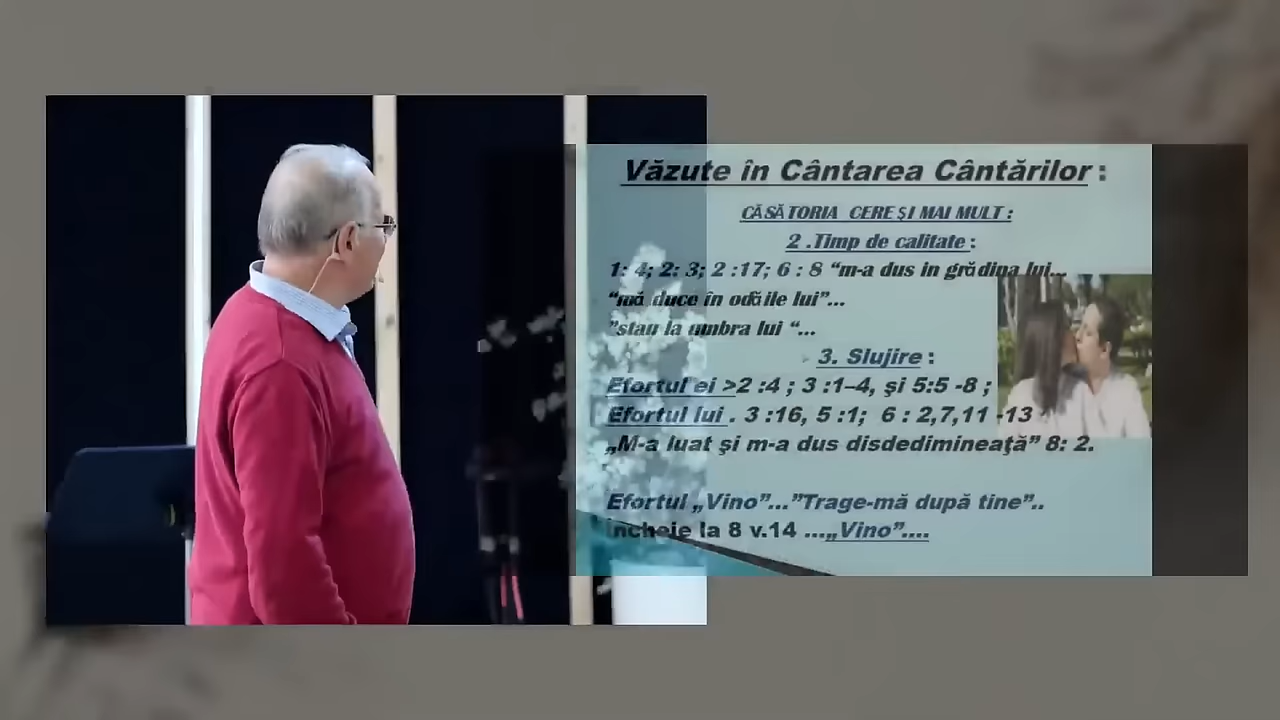 Văzute în Cântarea Cântărilor :
CĂSĂTORIA CERE ŞI MAI MULT :
2 .Timp de calitate :
1: 4; 2: 3; 2 :17; 6 : 8 “m-a dus in grădina lui...
“mă duce în odăile lui”...
”stau la umbra lui “...
3. Slujire :
Efortul ei >2 :4 ; 3 :1–4, şi 5:5 -8 ;
Efortul lui . 3 :16, 5 :1; 6 : 2,7,11 -13
„M-a luat şi m-a dus disdedimineaţă” 8: 2.
Efortul „Vino”...”Trage-mă după tine”..
încheie la 8 v.14 ...„Vino”....